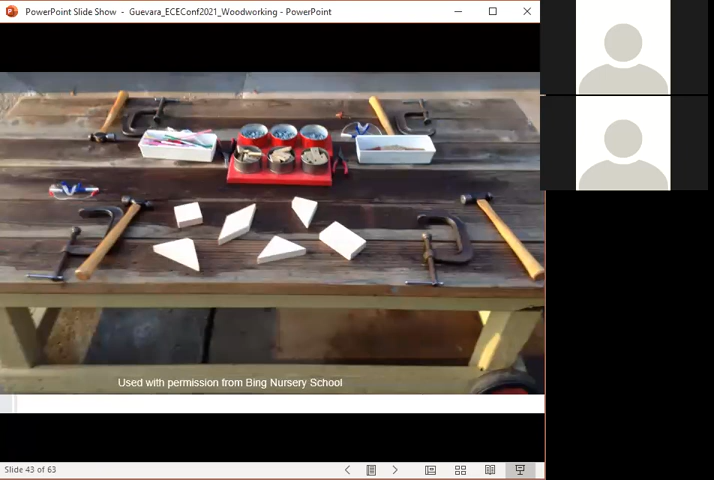 PowerPoint Slide Show - Guevara_ECEConf2021_Woodworking - PowerPoint
Used with permission from Bing Nursery School
Slide 43 of 63